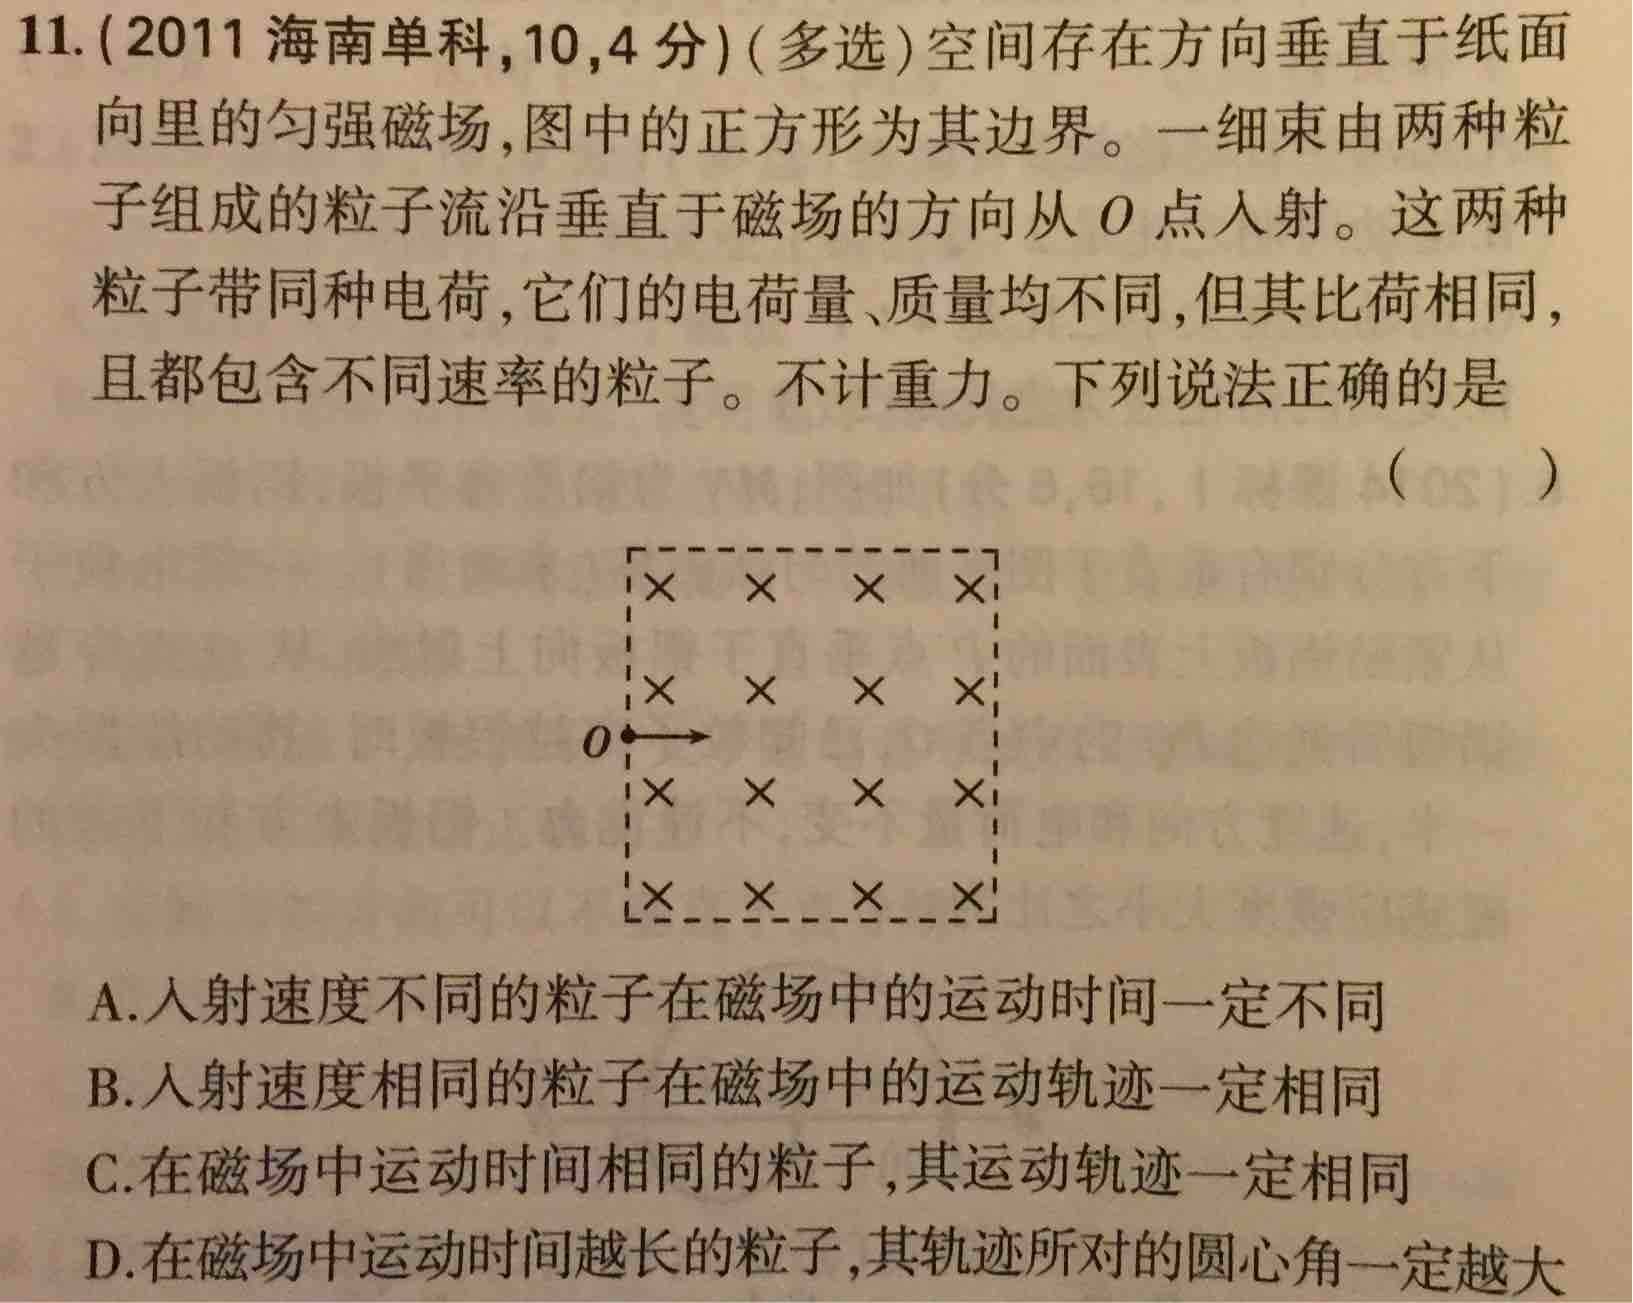 11. (2011 海南单科,10,4 分)(多选)空间存在方向垂直于纸面
向里的匀强磁场,图中的正方形为其边界。一细束由两种粒
子组成的粒子流沿垂直于磁场的方向从 O 点入射。这两种
粒子带同种电荷,它们的电荷量、质量均不同,但其比荷相同,
且都包含不同速率的粒子。不计重力。下列说法正确的是
(　　)
O
A.入射速度不同的粒子在磁场中的运动时间一定不同
B.入射速度相同的粒子在磁场中的运动轨迹一定相同
C.在磁场中运动时间相同的粒子,其运动轨迹一定相同
D.在磁场中运动时间越长的粒子,其轨迹所对的圆心角一定越大